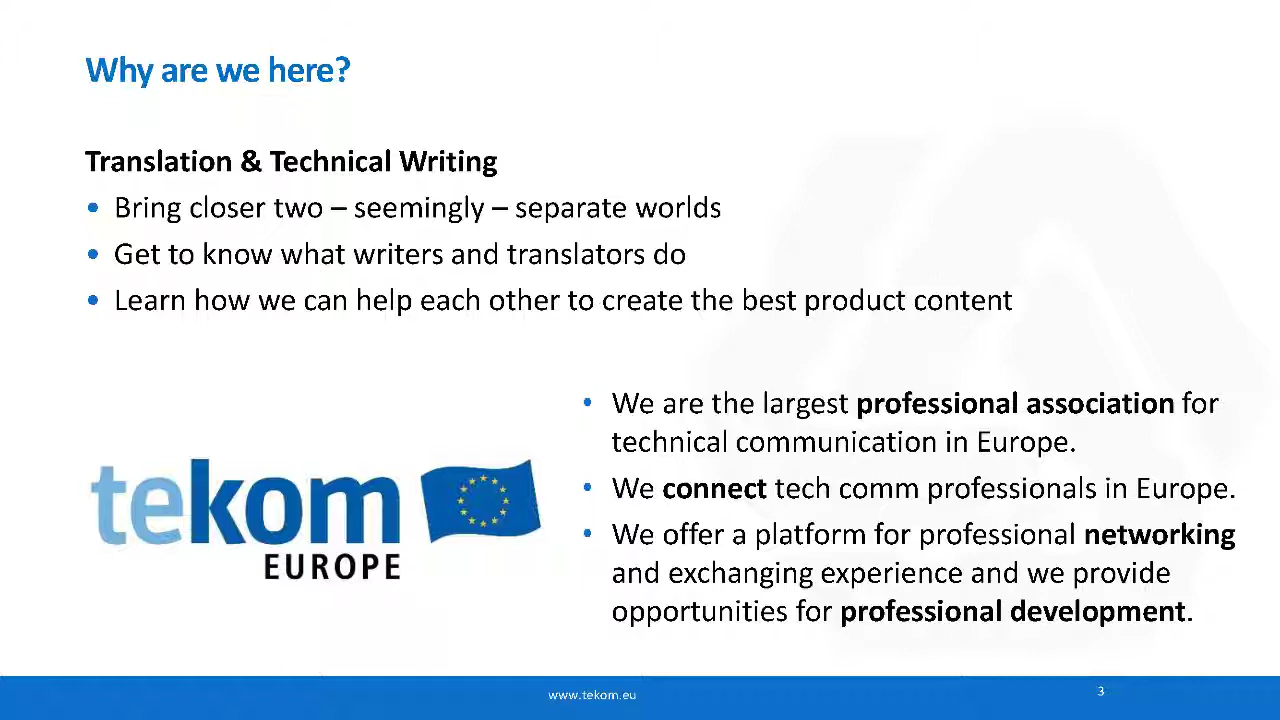 Why are we here?
Translation & Technical Writing
• Bring closer two – seemingly – separate worlds
• Get to know what writers and translators do
• Learn how we can help each other to create the best product content
tekom
EUROPE
• We are the largest professional association for
technical communication in Europe.
• We connect tech comm professionals in Europe.
• We offer a platform for professional networking
and exchanging experience and we provide
opportunities for professional development.
www.tekom.eu
3